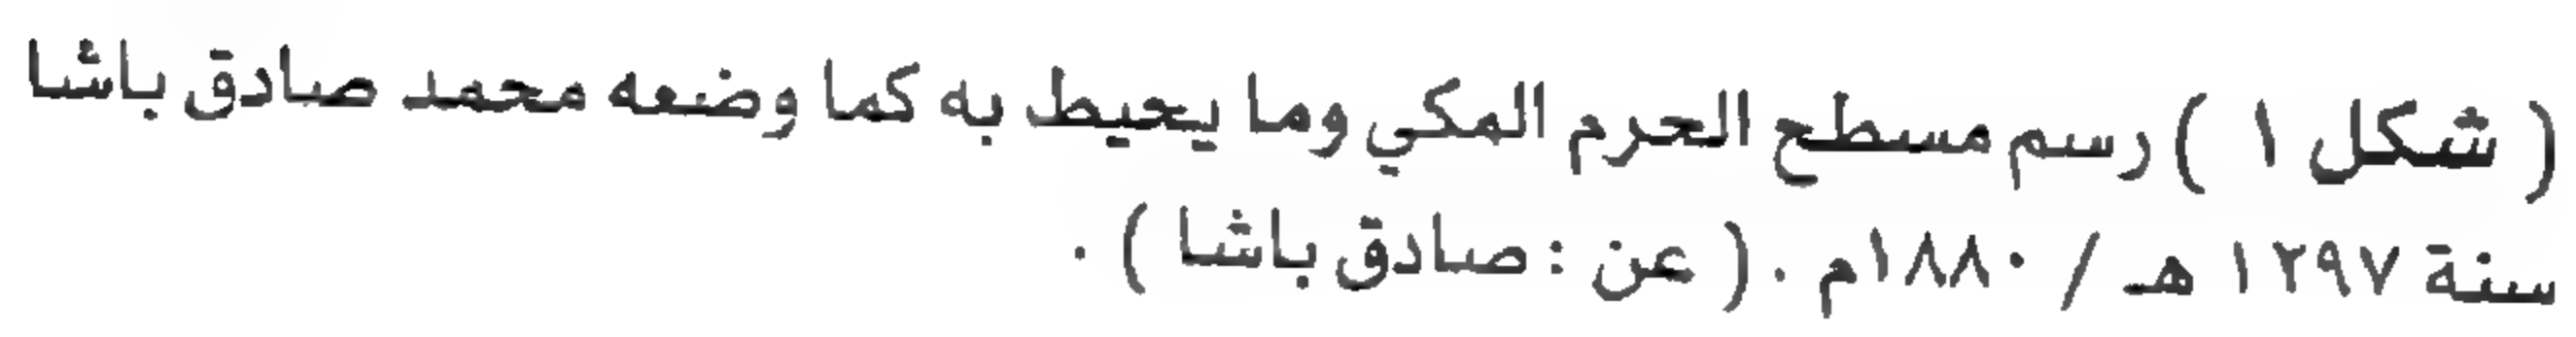 ( شكل ١ ) رسم مسطح الحرم المكي وما يحيط به كما وضعه محمد صادق باشا
سنة ١٢٩٧ هـ / ١٨٨٠م . ( عن : صادق باشا ) .